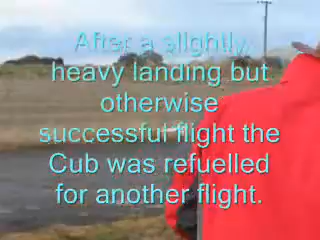 After a slightly
heavy landing but
otherwise
successful flight the
Cub was refuelled
for another flight.